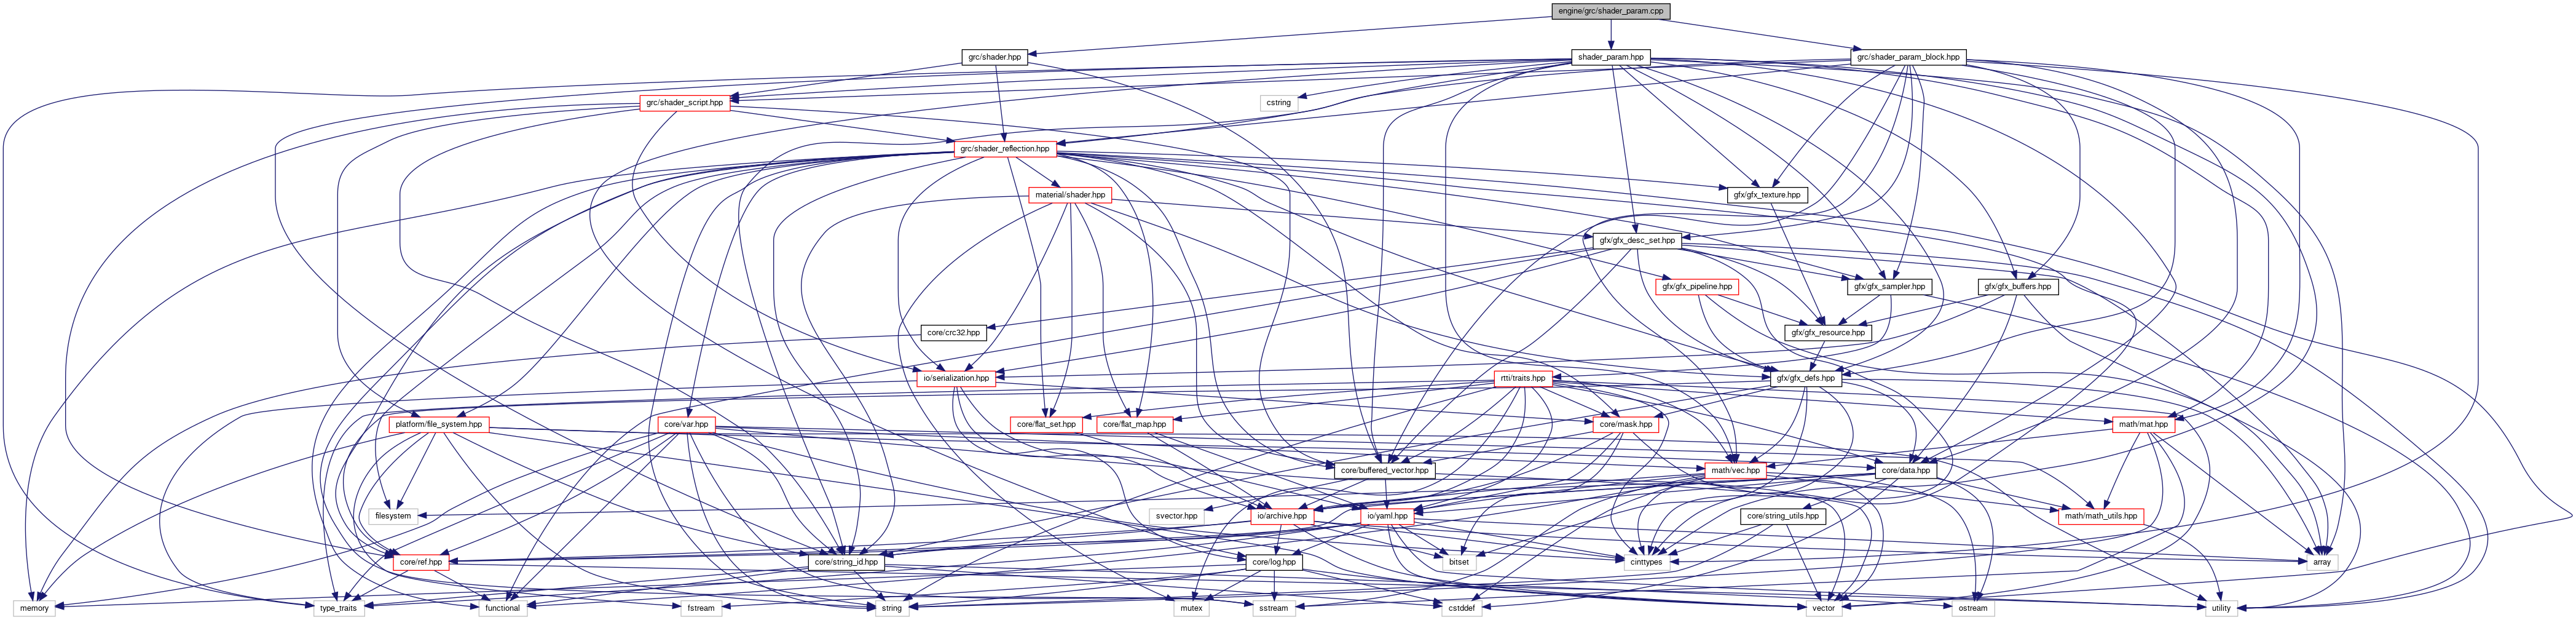 engine/grc/shader_param.cpp
grc/shader.hpp
shader_param.hpp
grc/shader_param_block.hpp
grc/shader_script.hpp
cstring
grc/shader_reflection.hpp
material/shader.hpp
gfx/gfx_texture.hpp
gfx/gfx_desc_set.hpp
gfx/gfx_pipeline.hpp
gfx/gfx_sampler.hpp
gfx/gfx_buffers.hpp
core/crc32.hpp
gfx/gfx_resource.hpp
io/serialization.hpp
rtti/traits.hpp
gfx/gfx_defs.hpp
platform/file_system.hpp
core/var.hpp
core/flat_set.hpp
core/flat_map.hpp
core/mask.hpp
math/mat.hpp
core/buffered_vector.hpp
math/vec.hpp
core/data.hpp
filesystem
svector.hpp
io/archive.hpp
io/yaml.hpp
core/string_utils.hpp
math/math_utils.hpp
core/ref.hpp
core/string_id.hpp
core/log.hpp
bitset
cinttypes
array
memory
type_traits
functional
fstream
string
mutex
sstream
cstddef
vector
ostream
utility